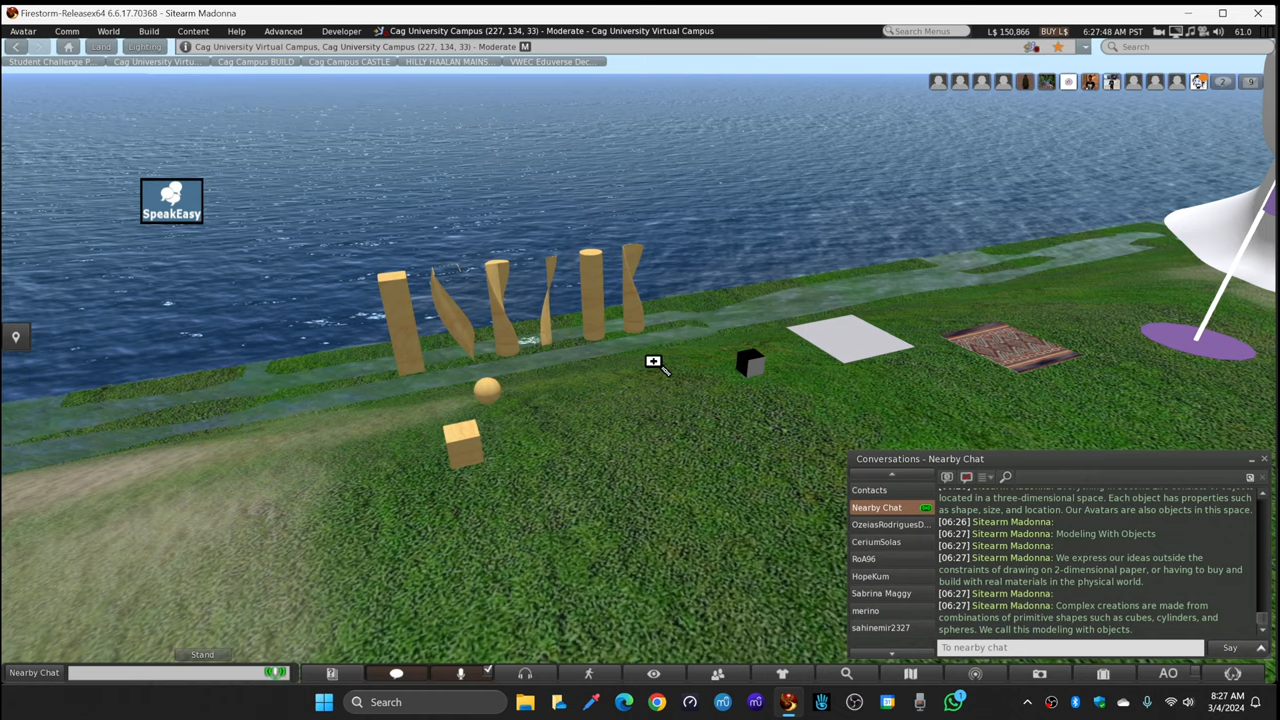 Firestorm-Releasex64 6.6.17.70368 - Sitearm Madonna
Avatar Comm World Build Content Help Advanced Developer Cag University Virtual Campus, Cag University Campus (227, 134, 33) - Moderate - Cag University Virtual Campus Search Menus L$ 150,866 BUY L$ 6:27:48 AM PST 61.0
Land Lighting Cag University Virtual Campus, Cag University Campus (227, 134, 33) - Moderate M Search
Student Challenge P... Cag University Virtu... Cag Campus BUILD Cag Campus CASTLE HILLY HAALAN MAINS... VWEC Eduverse Dec...
SpeakEasy
Conversations - Nearby Chat
Contacts
Nearby Chat
OzeiasRodriguesD...
CeriumSolas
RoA96
HopeKum
Sabrina Maggy
merino
sahinemir2327
located in a three-dimensional space. Each object has properties such
as shape, size, and location. Our Avatars are also objects in this space.
[06:26] Sitearm Madonna:
[06:27] Sitearm Madonna: Modeling With Objects
[06:27] Sitearm Madonna:
[06:27] Sitearm Madonna: We express our ideas outside the
constraints of drawing on 2-dimensional paper, or having to buy and
build with real materials in the physical world.
[06:27] Sitearm Madonna:
[06:27] Sitearm Madonna: Complex creations are made from
combinations of primitive shapes such as cubes, cylinders, and
spheres. We call this modeling with objects.
To nearby chat Say
Stand
Nearby Chat AO
Search
8:27 AM
3/4/2024